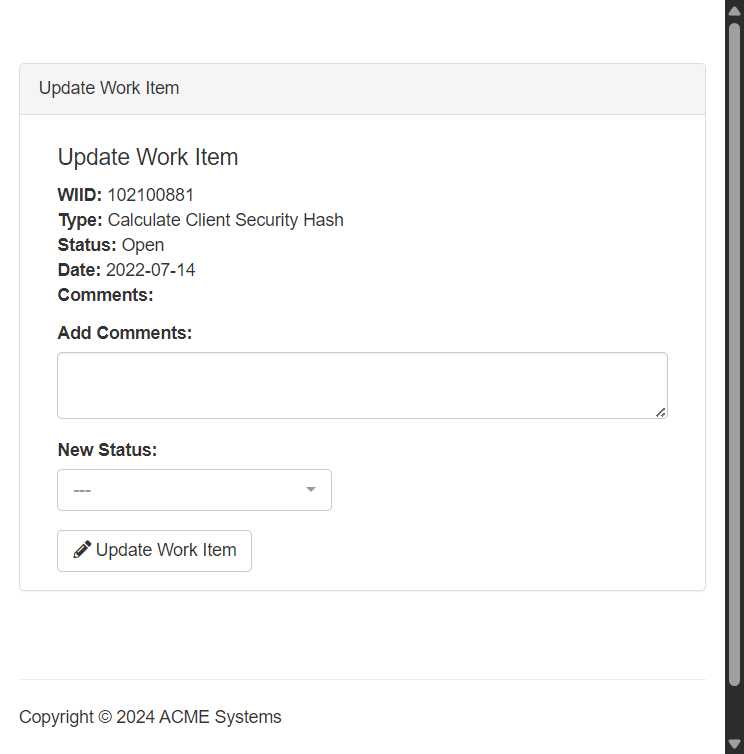 Update Work Item
Update Work Item
WIID: 102100881
Type: Calculate Client Security Hash
Status: Open
Date: 2022-07-14
Comments:
Add Comments:
New Status:
---
Update Work Item
Copyright © 2024 ACME Systems